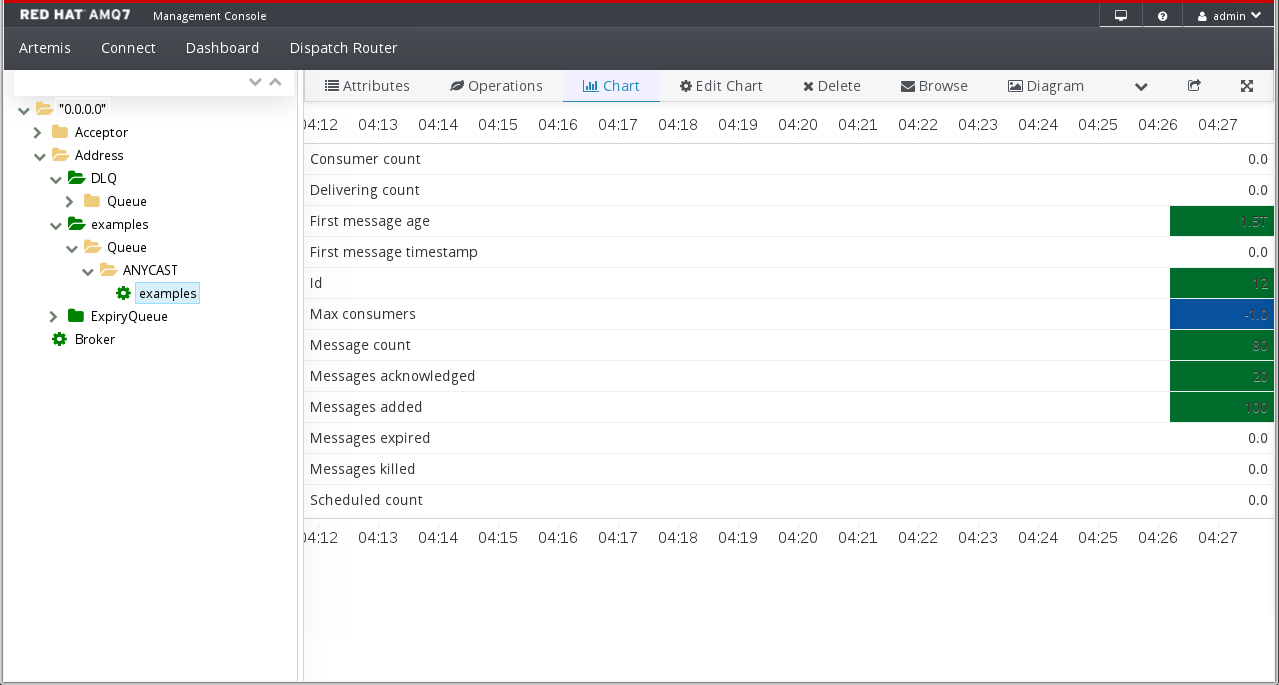 RED HAT AMQ7 Management Console admin
Artemis Connect Dashboard Dispatch Router
Attributes Operations Chart Edit Chart Delete Browse Diagram
"0.0.0.0"
Acceptor
Address
DLQ
Queue
examples
Queue
ANYCAST
examples
ExpiryQueue
Broker
04:12 04:13 04:14 04:15 04:16 04:17 04:18 04:19 04:20 04:21 04:22 04:23 04:24 04:25 04:26 04:27
Consumer count 0.0
Delivering count 0.0
First message age 1.5T
First message timestamp 0.0
Id 12
Max consumers -1.0
Message count 80
Messages acknowledged 20
Messages added 100
Messages expired 0.0
Messages killed 0.0
Scheduled count 0.0
04:12 04:13 04:14 04:15 04:16 04:17 04:18 04:19 04:20 04:21 04:22 04:23 04:24 04:25 04:26 04:27